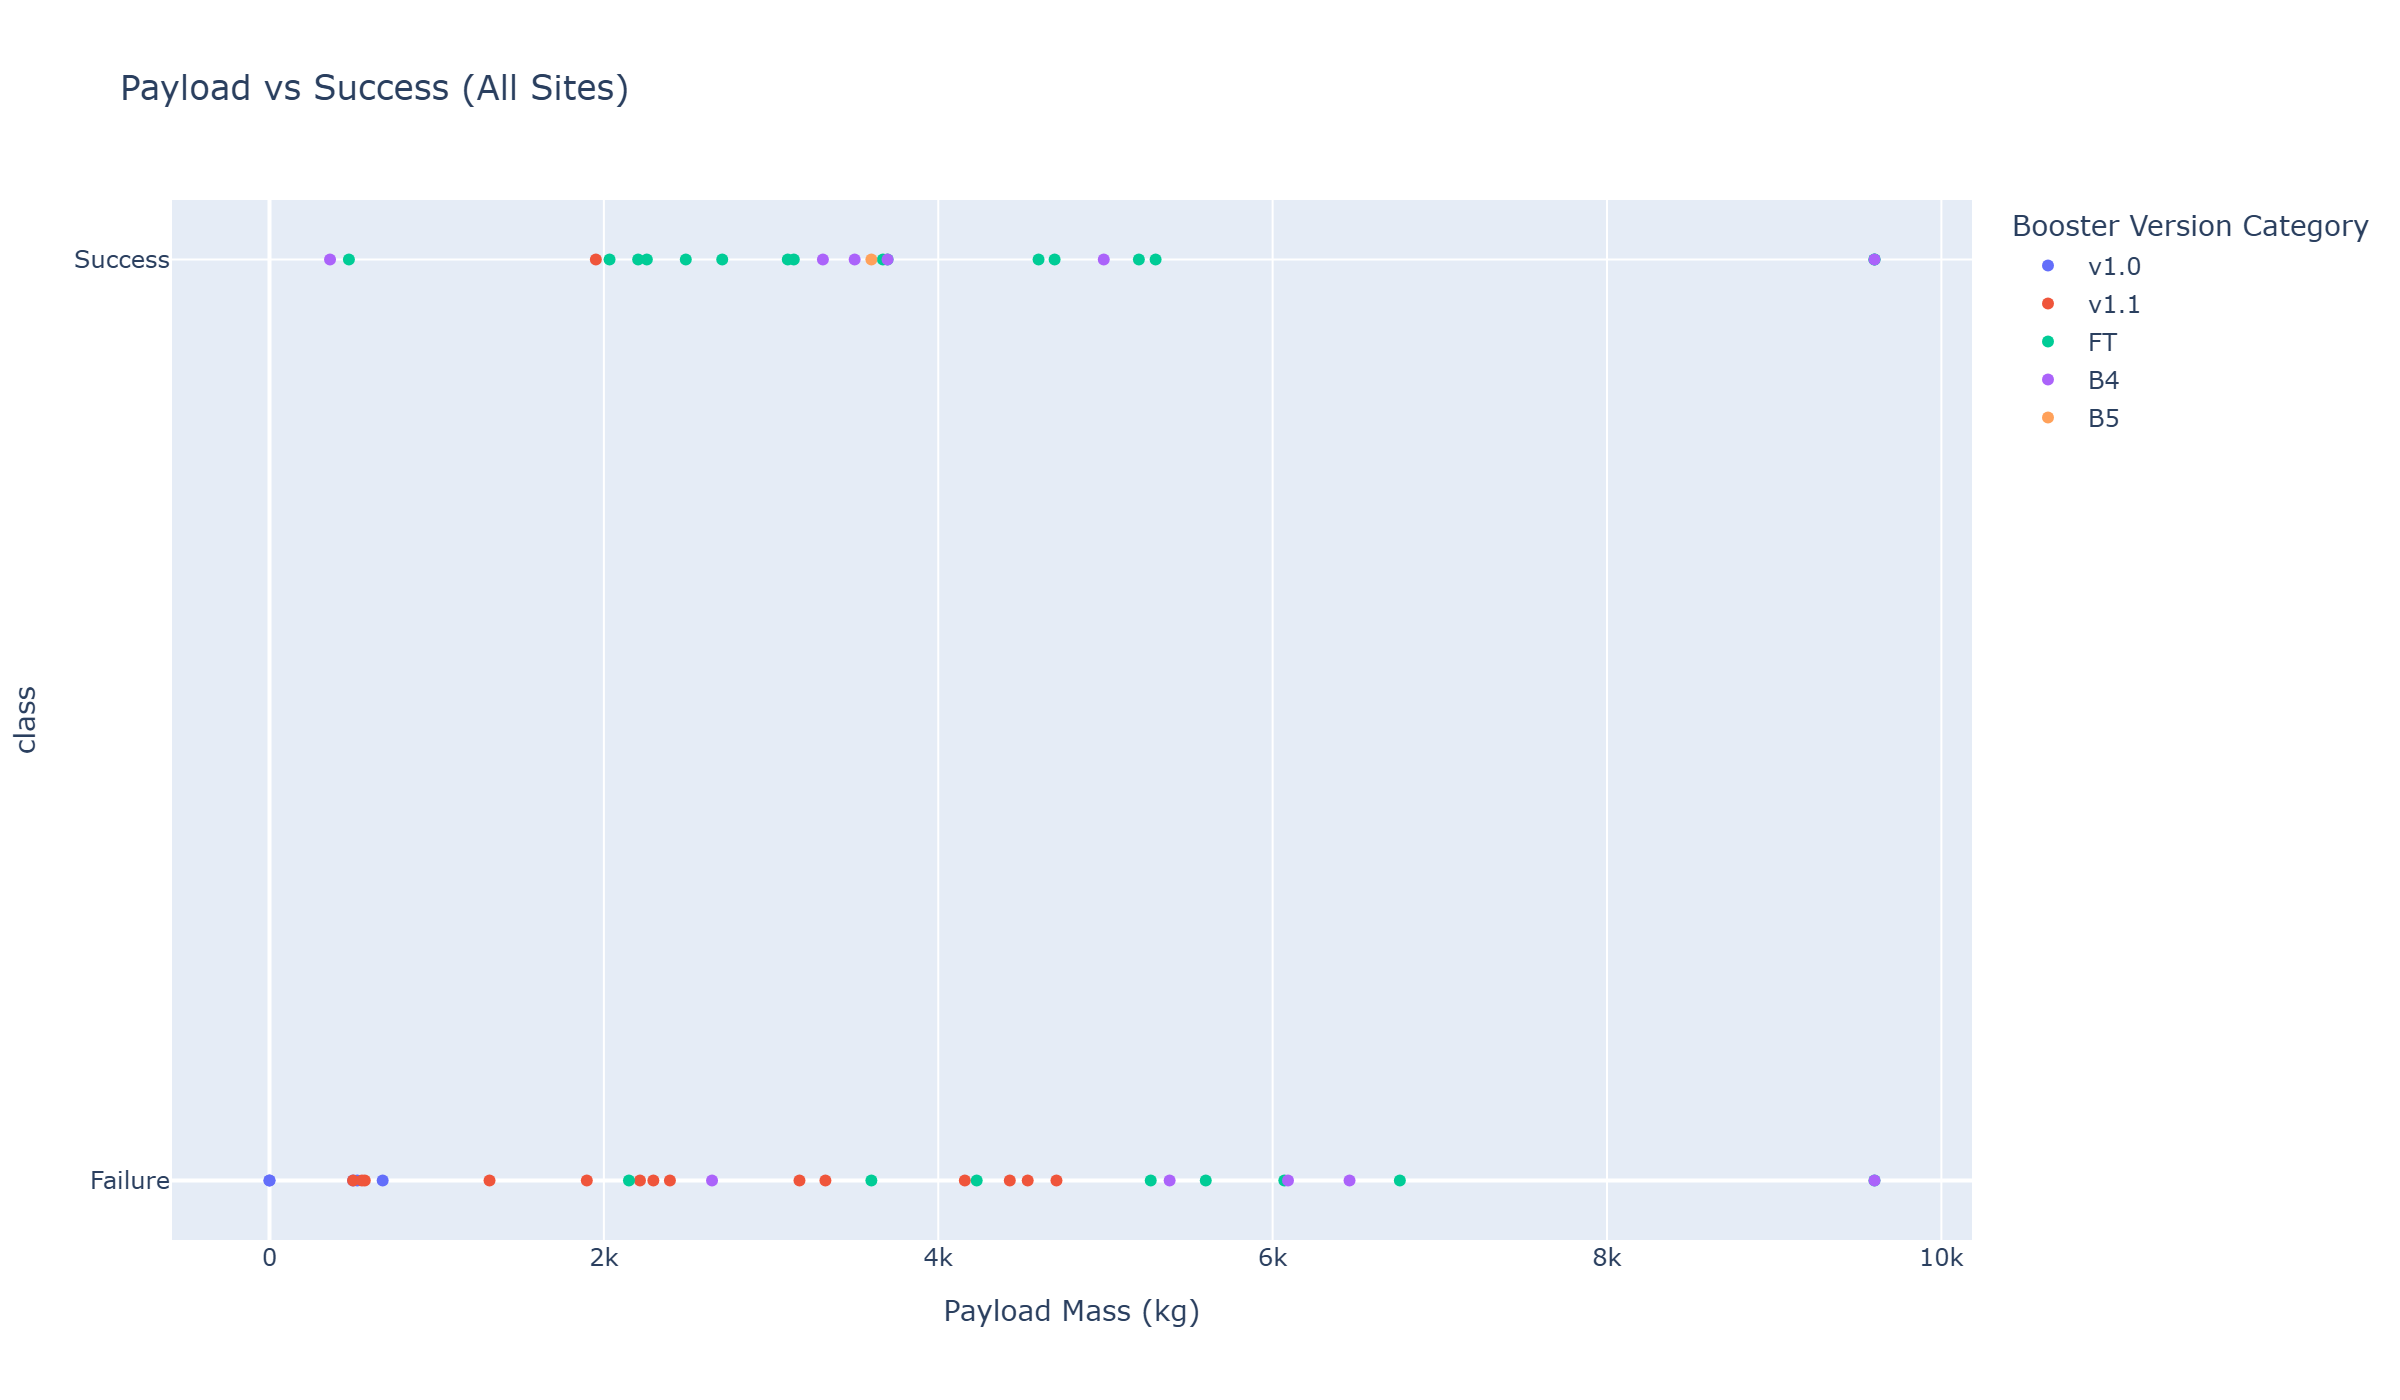 Payload vs Success (All Sites)
Booster Version Category
v1.0
v1.1
FT
B4
B5
class
Success
Failure
0
2k
4k
6k
8k
10k
Payload Mass (kg)